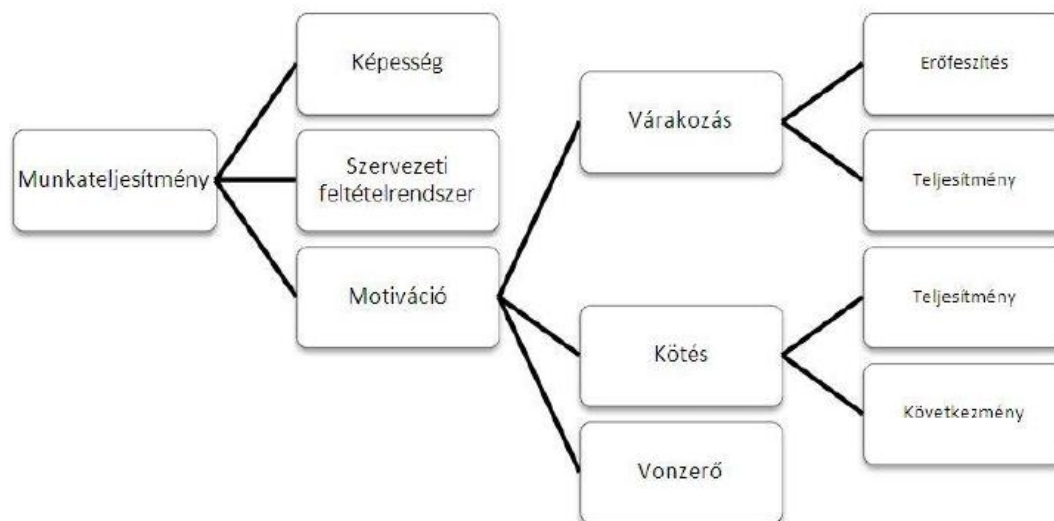 Munkateljesítmény
Képesség
Szervezeti
feltételrendszer
Motiváció
Várakozás
Kötés
Vonzerő
Erőfeszítés
Teljesítmény
Teljesítmény
Következmény